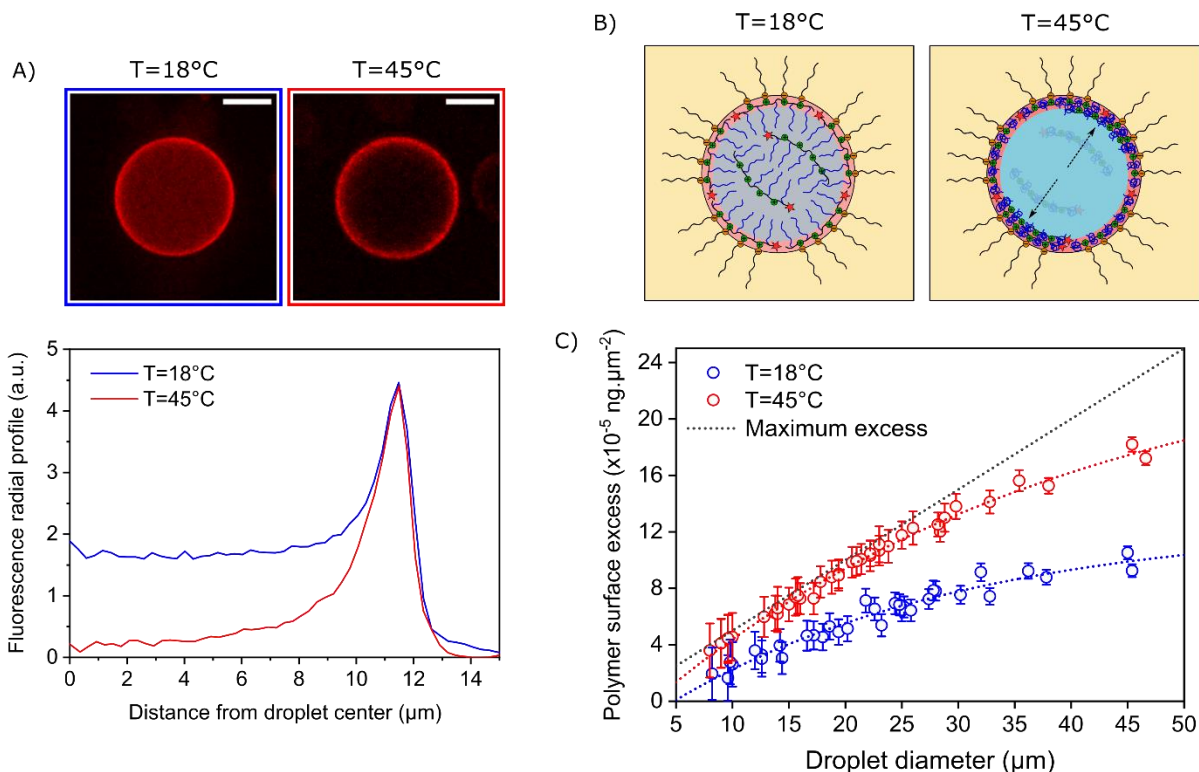 A)
T=18°C
T=45°C
Fluorescence radial profile (a.u.)
5
4
3
2
1
0
T=18°C
T=45°C
0 2 4 6 8 10 12 14
Distance from droplet center (µm)
B)
T=18°C
T=45°C
C)
Polymer surface excess (x10⁻⁵ ng.µm⁻²)
24
20
16
12
8
4
0
T=18°C
T=45°C
Maximum excess
5 10 15 20 25 30 35 40 45 50
Droplet diameter (µm)